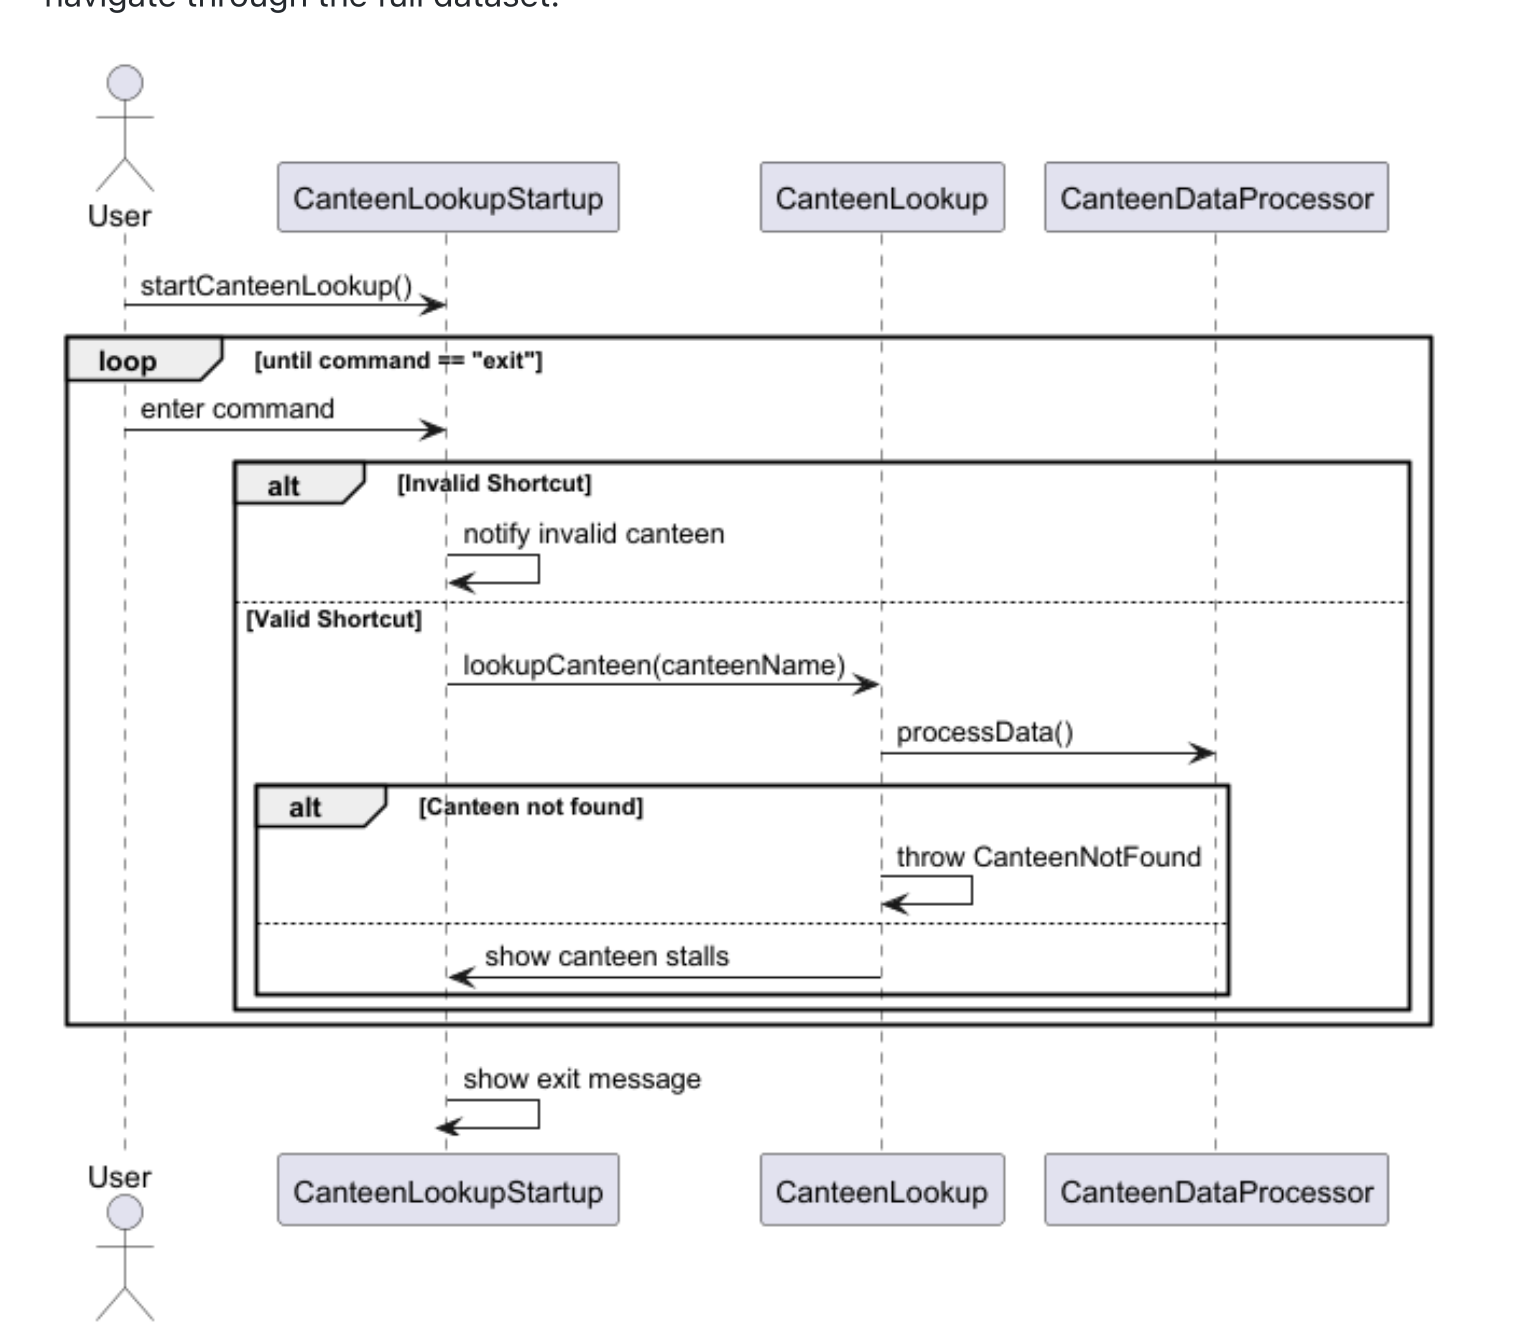 navigate through the full dataset.
User
CanteenLookupStartup
CanteenLookup
CanteenDataProcessor
startCanteenLookup()
loop
[until command == "exit"]
enter command
alt
[Invalid Shortcut]
notify invalid canteen
[Valid Shortcut]
lookupCanteen(canteenName)
processData()
alt
[Canteen not found]
throw CanteenNotFound
show canteen stalls
show exit message
User
CanteenLookupStartup
CanteenLookup
CanteenDataProcessor